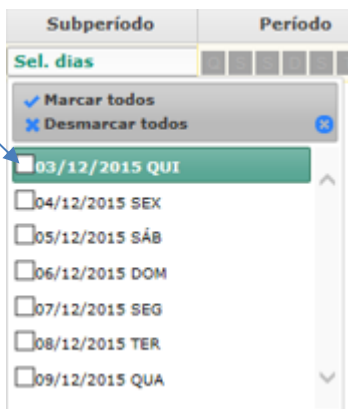 Subperíodo Período
Sel. dias Q S S D S
Marcar todos
Desmarcar todos
03/12/2015 QUI
04/12/2015 SEX
05/12/2015 SÁB
06/12/2015 DOM
07/12/2015 SEG
08/12/2015 TER
09/12/2015 QUA